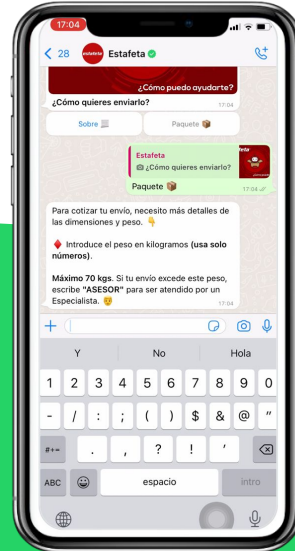 17:04
28
estafeta
Estafeta
¿Cómo puedo ayudarte?
¿Cómo quieres enviarlo?
17:04
Sobre
Paquete
Estafeta
¿Cómo quieres enviarlo?
Paquete
17:04
Para cotizar tu envío, necesito más detalles de
las dimensiones y peso.
Introduce el peso en kilogramos (usa solo
números).
Máximo 70 kgs. Si tu envío excede este peso,
escribe "ASESOR" para ser atendido por un
Especialista.
17:04
Y No Hola
1 2 3 4 5 6 7 8 9 0
- / : ; ( ) $ & @ "
#+= . , ? ! '
ABC espacio intro